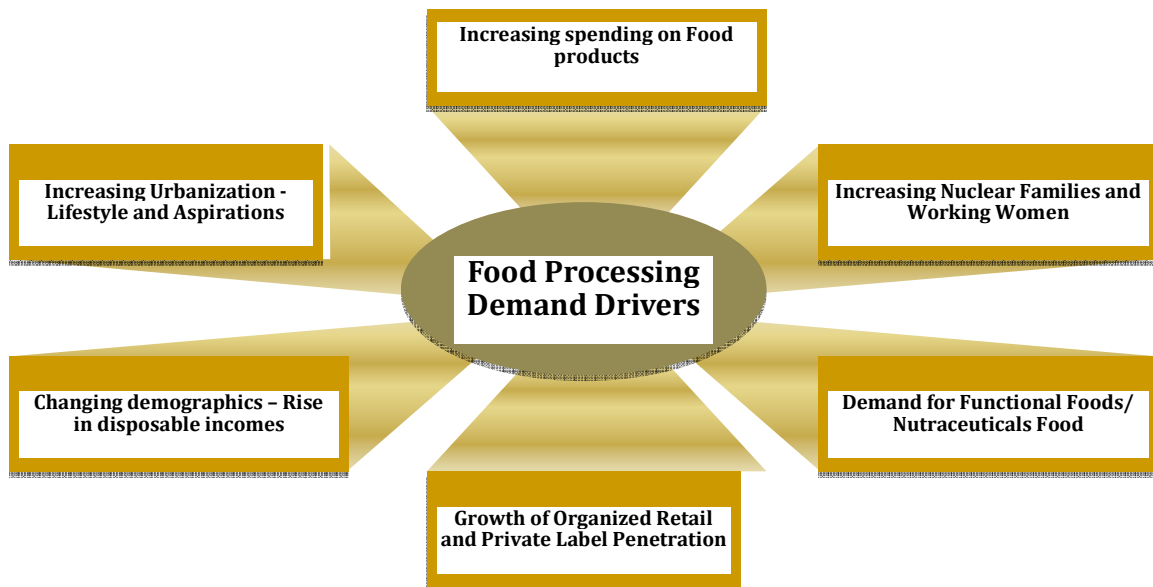 Increasing spending on Food
products
Increasing Urbanization -
Lifestyle and Aspirations
Increasing Nuclear Families and
Working Women
Food Processing
Demand Drivers
Changing demographics – Rise
in disposable incomes
Demand for Functional Foods/
Nutraceuticals Food
Growth of Organized Retail
and Private Label Penetration